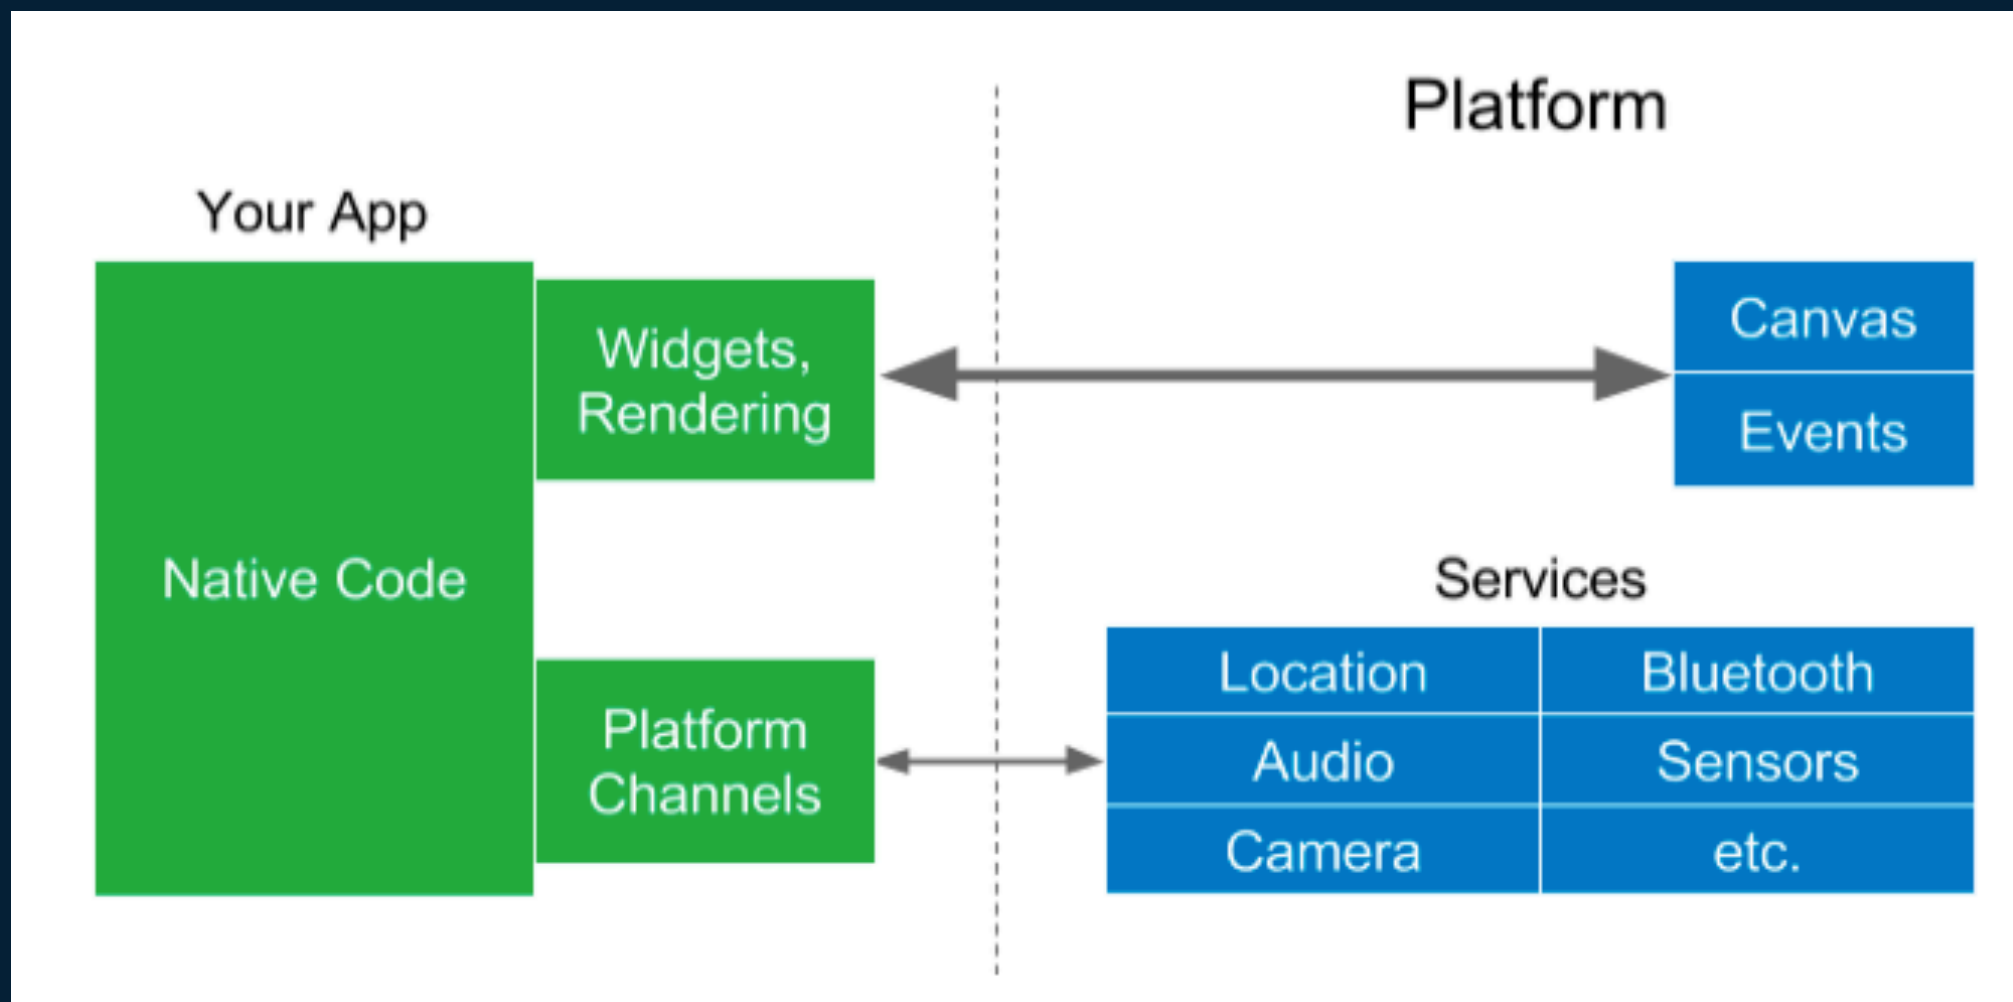 Platform
Your App
Native Code
Widgets,
Rendering
Platform
Channels
Canvas
Events
Services
Location
Bluetooth
Audio
Sensors
Camera
etc.